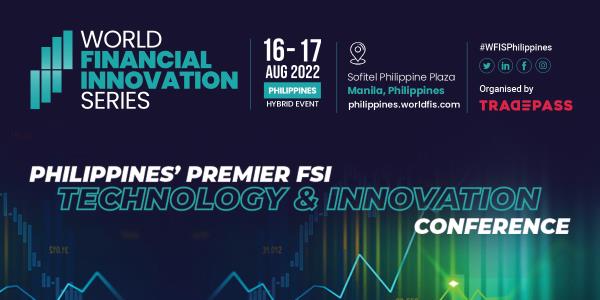 WORLD
FINANCIAL
INNOVATION
SERIES
16-17
AUG 2022
PHILIPPINES
HYBRID EVENT
Sofitel Philippine Plaza
Manila, Philippines
philippines.worldfis.com
#WFISPhilippines
Organised by
TRADEPASS
PHILIPPINES' PREMIER FSI
TECHNOLOGY & INNOVATION
CONFERENCE